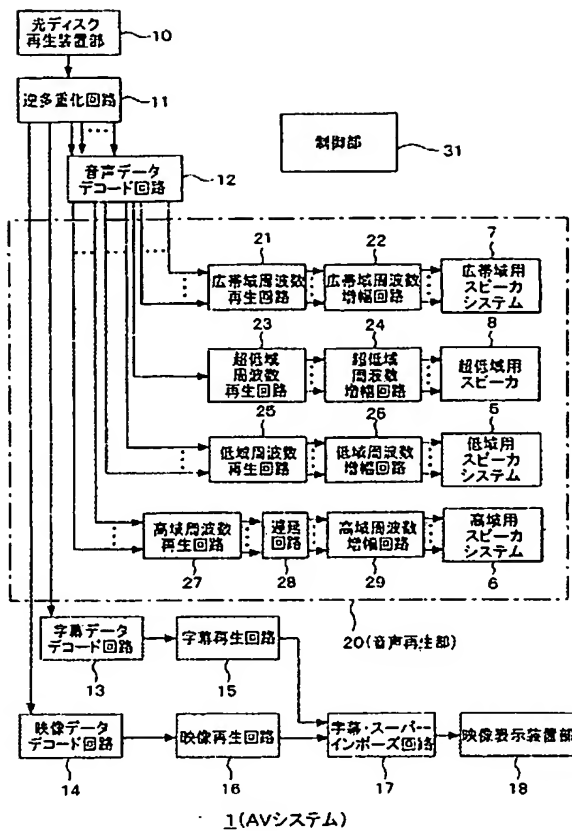 光ディスク
再生装置部
10
逆多重化回路
11
制御部
31
音声データ
デコード回路
12
21
22
7
広帯域周波数
再生回路
広帯域周波数
増幅回路
広帯域用
スピーカ
システム
23
24
8
超低域
周波数
再生回路
超低域
周波数
増幅回路
超低域用
スピーカ
25
26
5
低域周波数
再生回路
低域周波数
増幅回路
低域用
スピーカ
システム
高域周波数
再生回路
遅延
回路
高域周波数
増幅回路
高域用
スピーカ
システム
27
28
29
6
20(音声再生部)
字幕データ
デコード回路
字幕再生回路
13
15
映像データ
デコード回路
映像再生回路
字幕・スーパー
インポーズ回路
映像表示装置部
14
16
17
18
1(AVシステム)